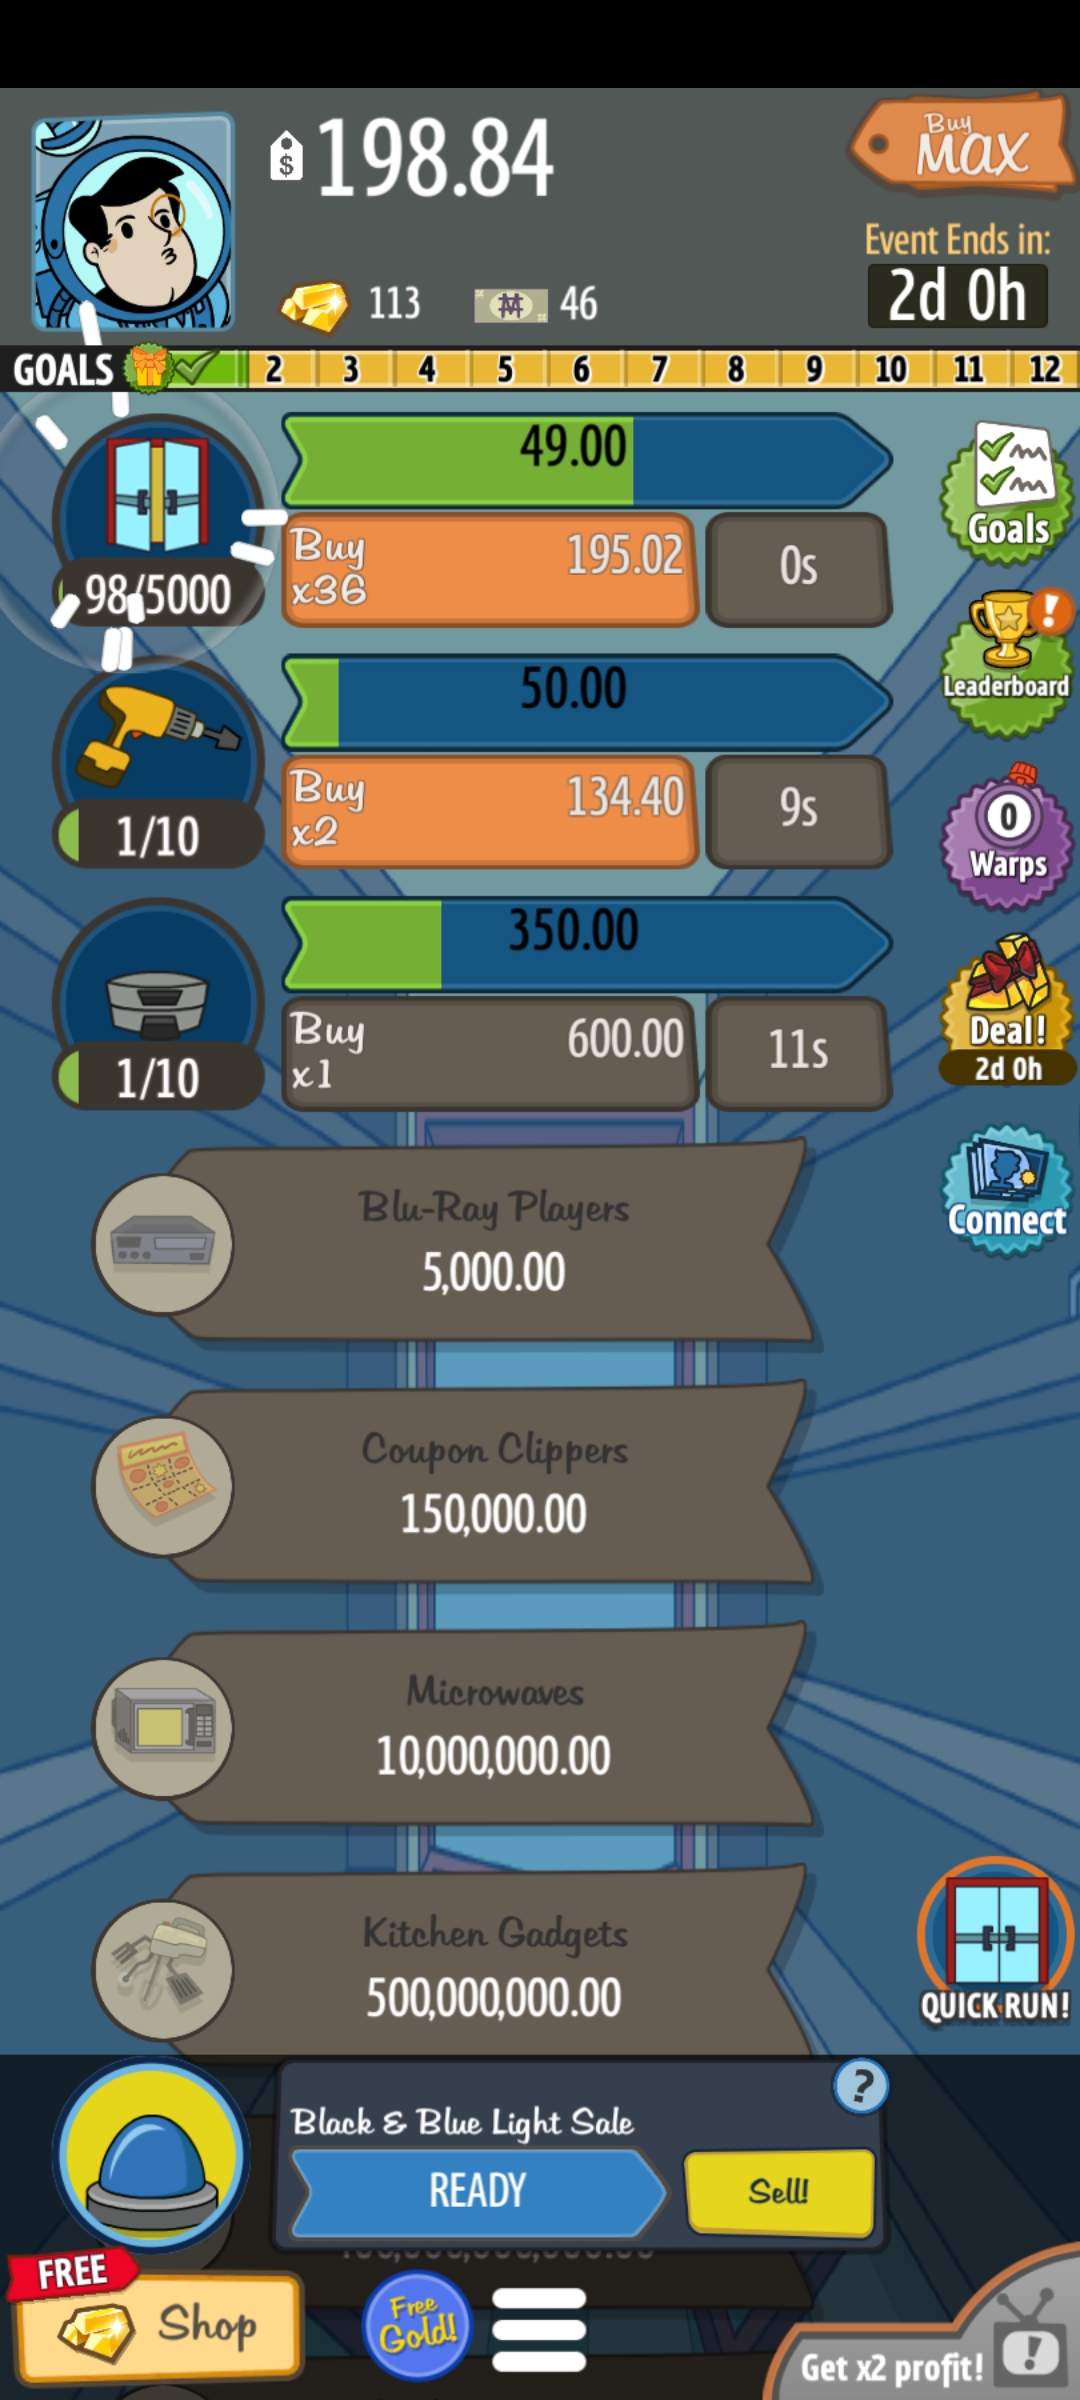 198.84
Buy
MAX
113
46
Event Ends in:
2d 0h
GOALS 2 3 4 5 6 7 8 9 10 11 12
49.00
Buy
x36
195.02
0s
98/5000
Goals
50.00
Buy
x2
134.40
9s
1/10
Leaderboard
0
Warps
350.00
Buy
x1
600.00
11s
1/10
Deal!
2d 0h
Connect
Blu-Ray Players
5,000.00
Coupon Clippers
150,000.00
Microwaves
10,000,000.00
Kitchen Gadgets
500,000,000.00
QUICK RUN!
?
Black & Blue Light Sale
READY
Sell!
FREE
Shop
Free
Gold!
Get x2 profit!